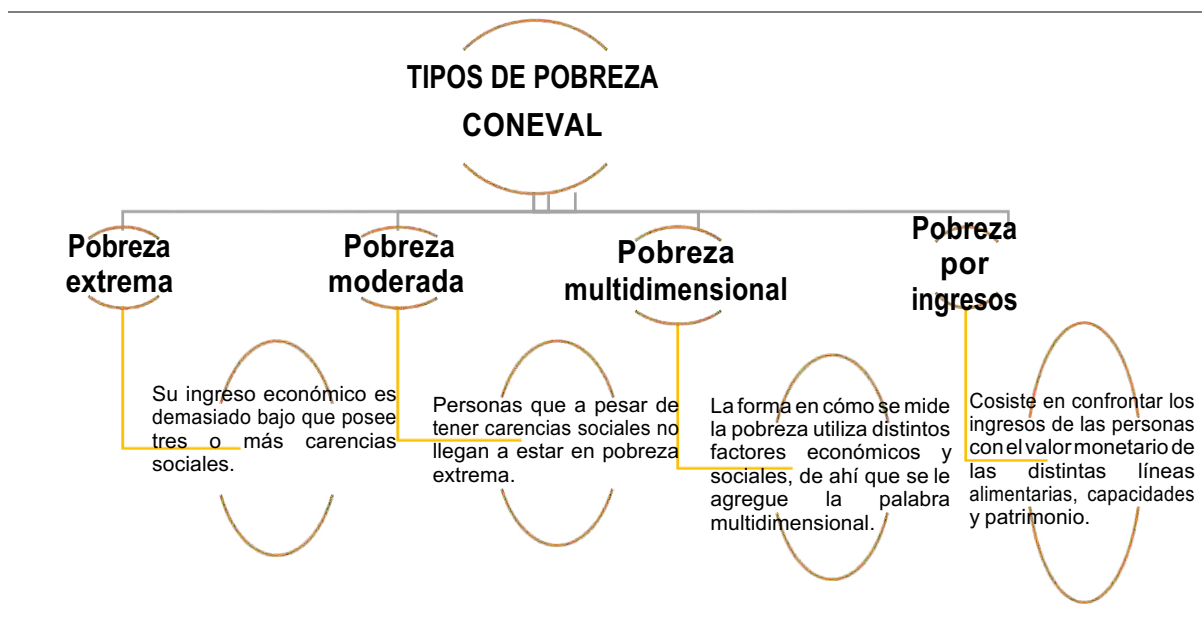 TIPOS DE POBREZA
CONEVAL
Pobreza
extrema
Pobreza
moderada
Pobreza
multidimensional
Pobreza
por
ingresos
Su ingreso económico es
demasiado bajo que posee
tres o más carencias
sociales.
Personas que a pesar de
tener carencias sociales no
llegan a estar en pobreza
extrema.
La forma en cómo se mide
la pobreza utiliza distintos
factores económicos y
sociales, de ahí que se le
agregue la palabra
multidimensional.
Cosiste en confrontar los
ingresos de las personas
con el valor monetario de
las distintas líneas
alimentarias, capacidades
y patrimonio.